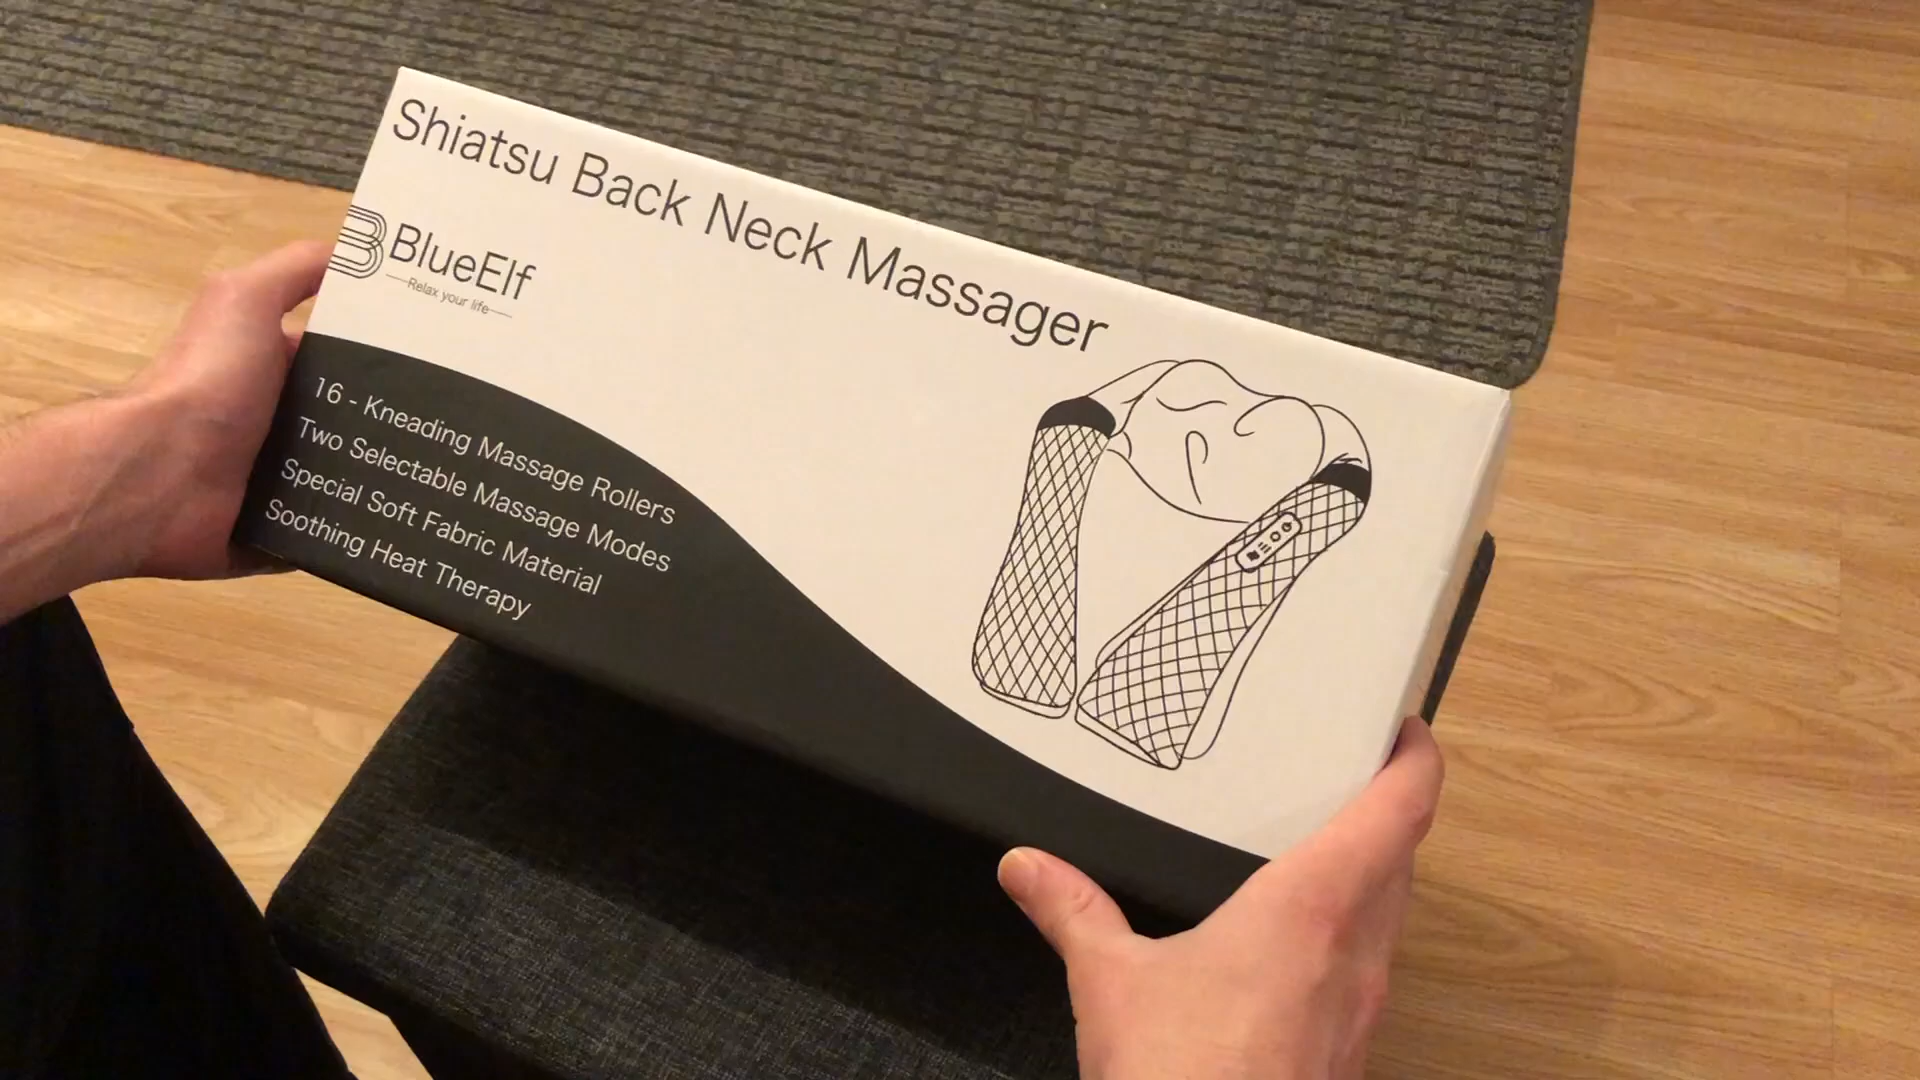 Shiatsu Back Neck Massager
BlueElf
Relax your life
16 - Kneading Massage Rollers
Two Selectable Massage Modes
Special Soft Fabric Material
Soothing Heat Therapy